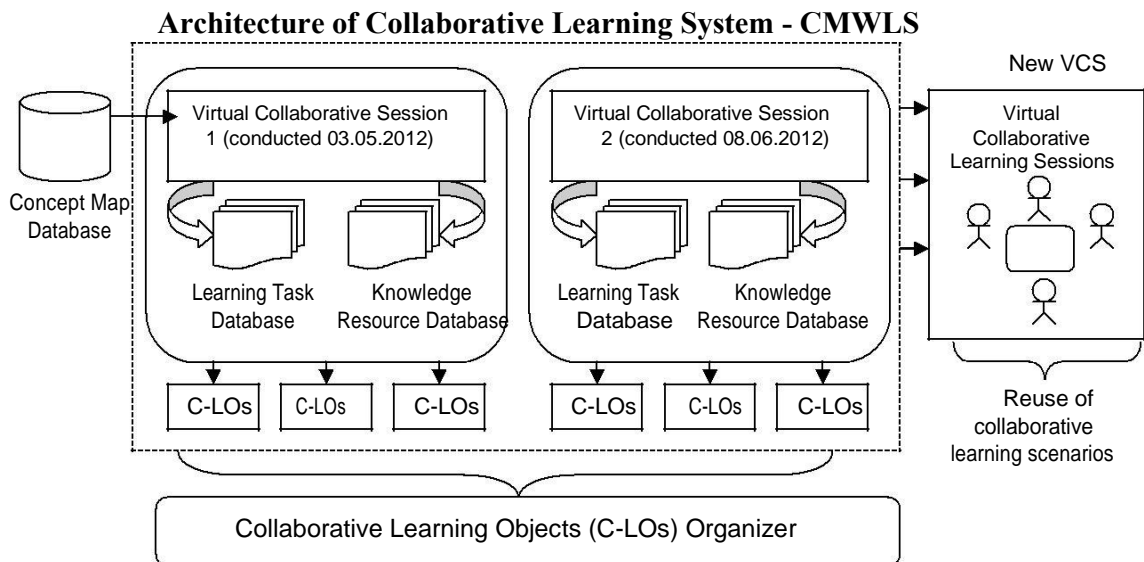 Architecture of Collaborative Learning System - CMWLS
New VCS
Virtual Collaborative Session
1 (conducted 03.05.2012)
Virtual Collaborative Session
2 (conducted 08.06.2012)
Virtual
Collaborative
Learning Sessions
Concept Map
Database
Learning Task
Database
Knowledge
Resource Database
Learning Task
Database
Knowledge
Resource Database
C-LOs
C-LOs
C-LOs
C-LOs
C-LOs
C-LOs
Reuse of
collaborative
learning scenarios
Collaborative Learning Objects (C-LOs) Organizer